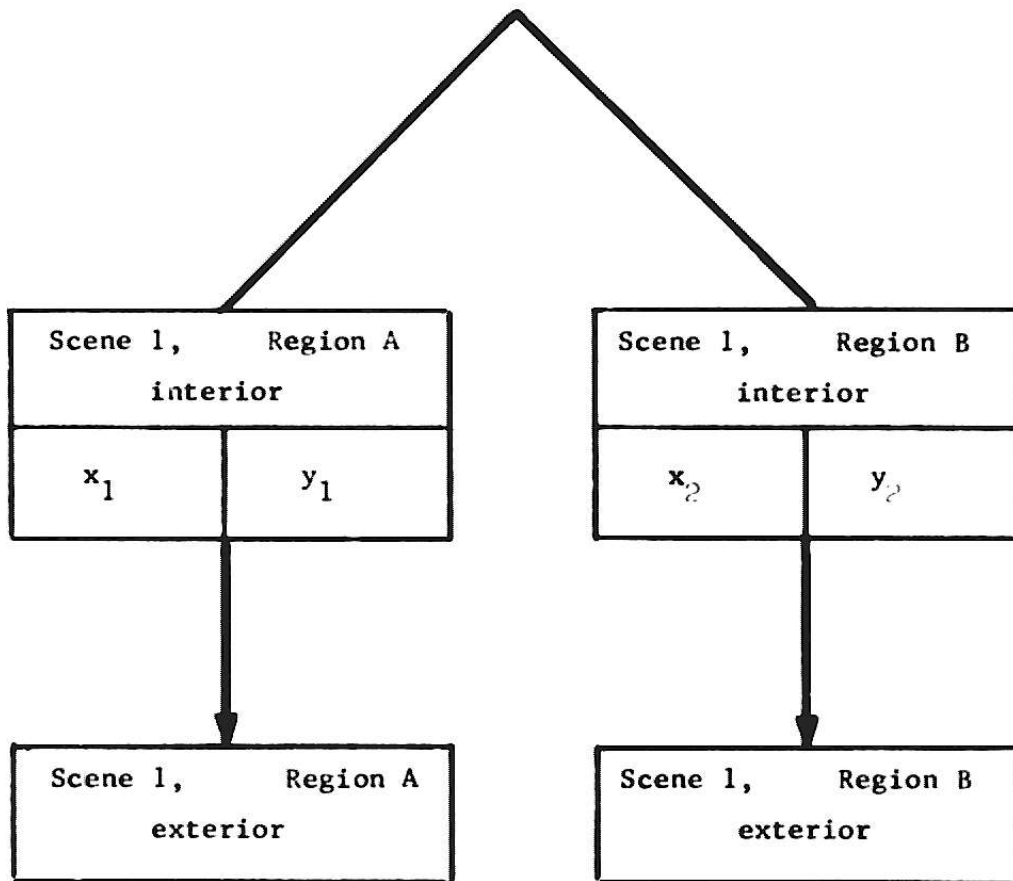 Scene 1, Region A
interior
x1 y1
Scene 1, Region B
interior
x2 y2
Scene 1, Region A
exterior
Scene 1, Region B
exterior